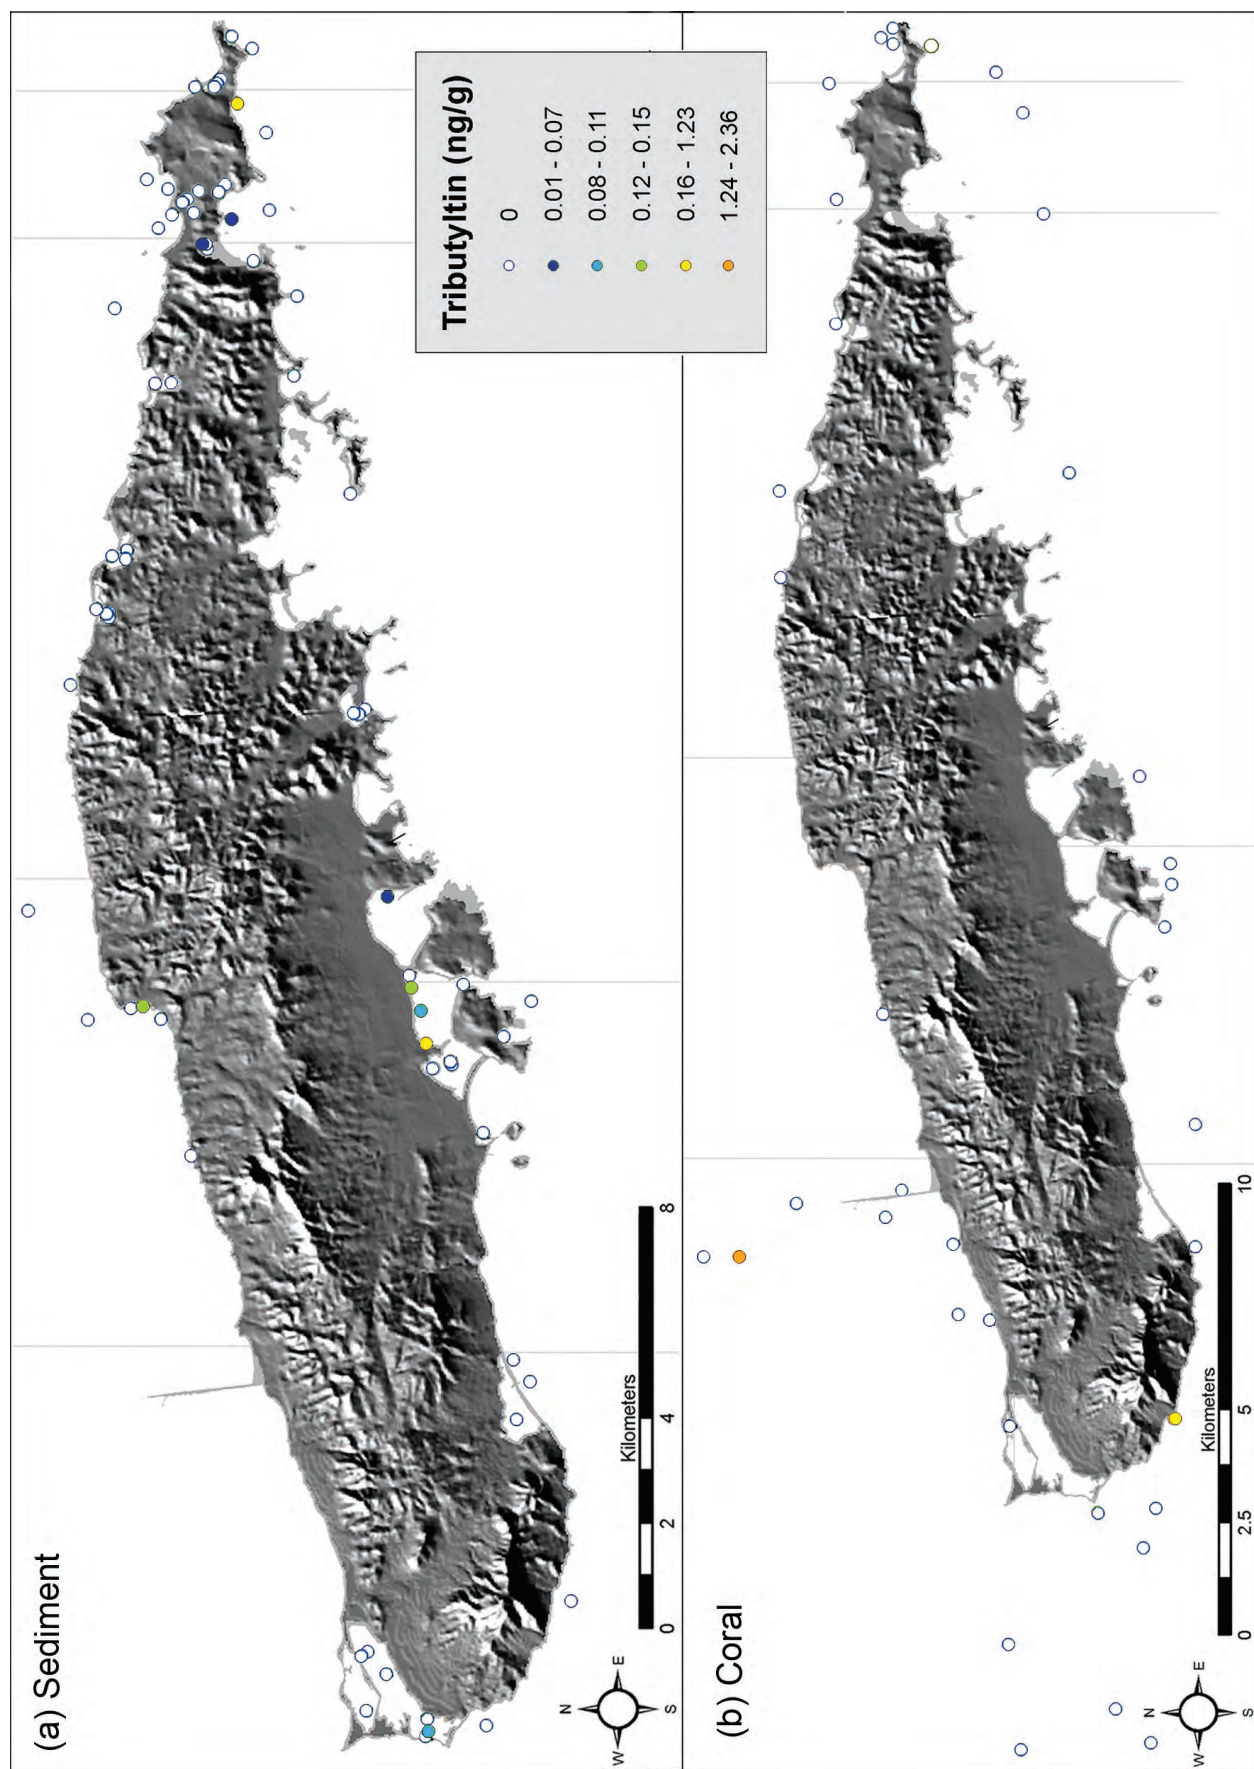 (a) Sediment
N
W
E
S
0
2
4
8
Kilometers
Tributyltin (ng/g)
0
0.01 - 0.07
0.08 - 0.11
0.12 - 0.15
0.16 - 1.23
1.24 - 2.36
(b) Coral
N
W
E
S
0
2.5
5
10
Kilometers